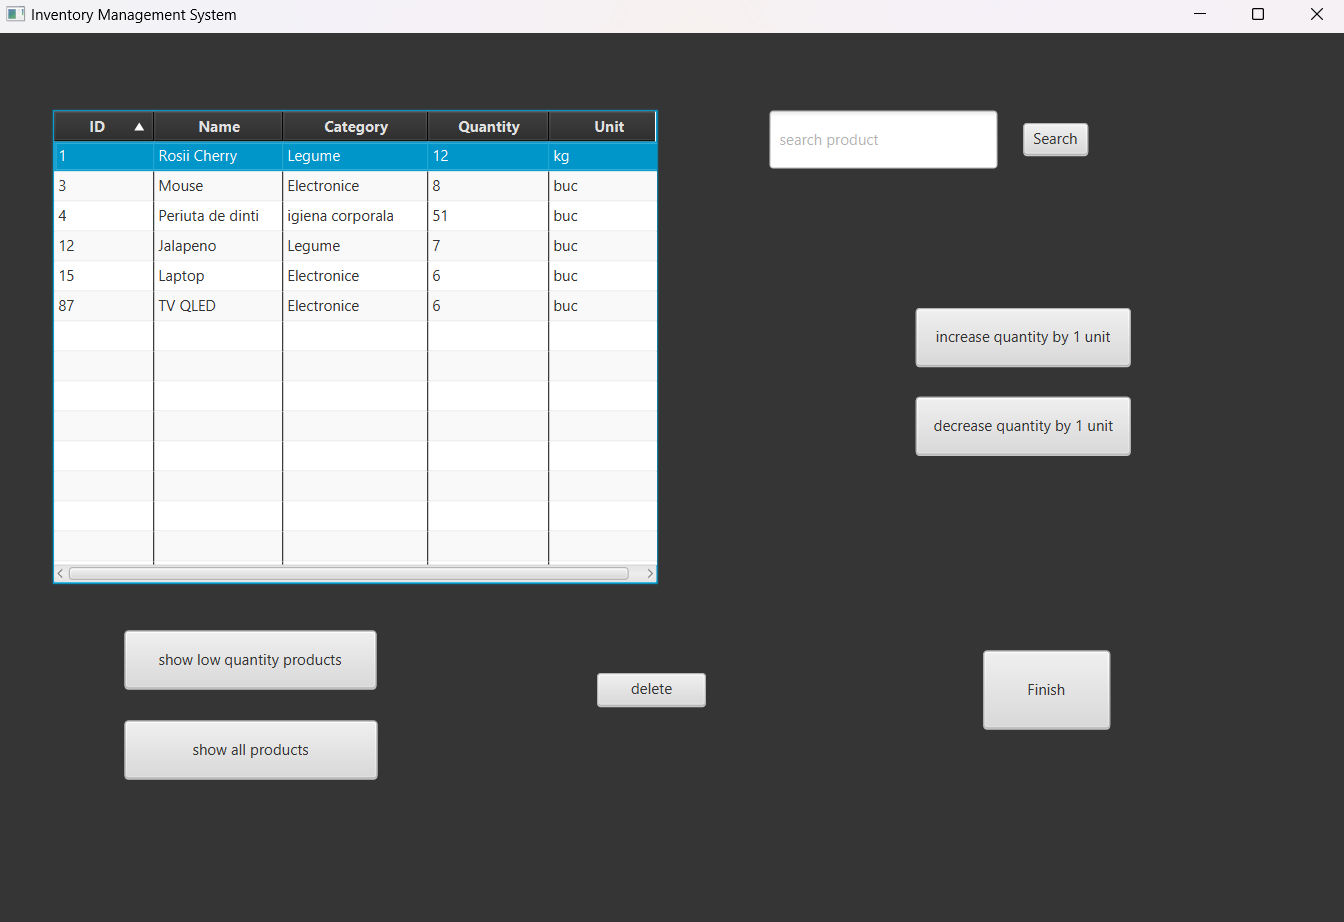 Inventory Management System
ID Name Category Quantity Unit
1 Rosii Cherry Legume 12 kg
3 Mouse Electronice 8 buc
4 Periuta de dinti igiena corporala 51 buc
12 Jalapeno Legume 7 buc
15 Laptop Electronice 6 buc
87 TV QLED Electronice 6 buc
search product
Search
increase quantity by 1 unit
decrease quantity by 1 unit
show low quantity products
show all products
delete
Finish